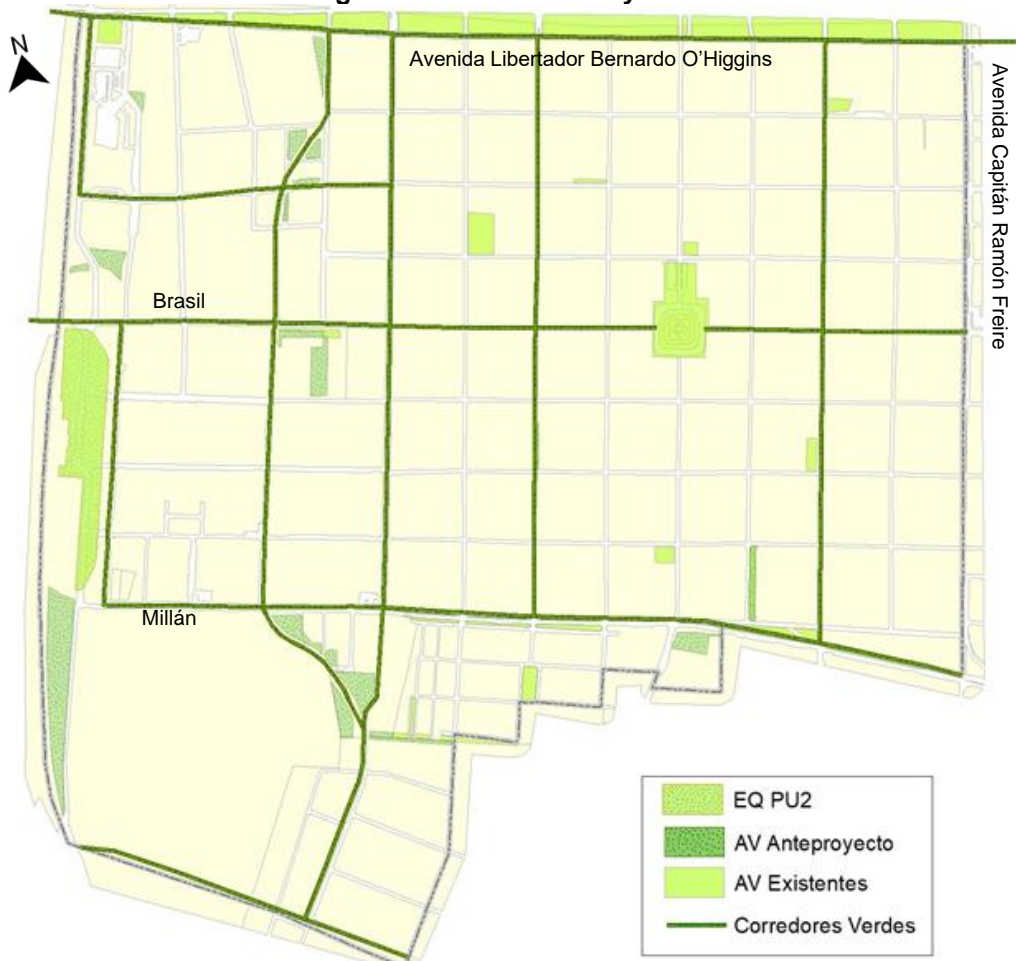 N
Avenida Libertador Bernardo O’Higgins
Avenida Capitán Ramón Freire
Brasil
Millán
EQ PU2
AV Anteproyecto
AV Existentes
Corredores Verdes